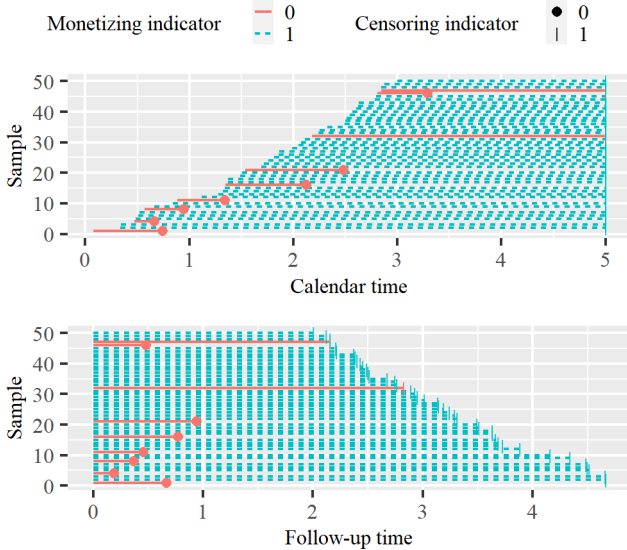 Monetizing indicator 0 Censoring indicator 0
1 1
50
40
30
20
10
0
Sample
0 1 2 3 4 5
Calendar time
50
40
30
20
10
0
Sample
0 1 2 3 4
Follow-up time